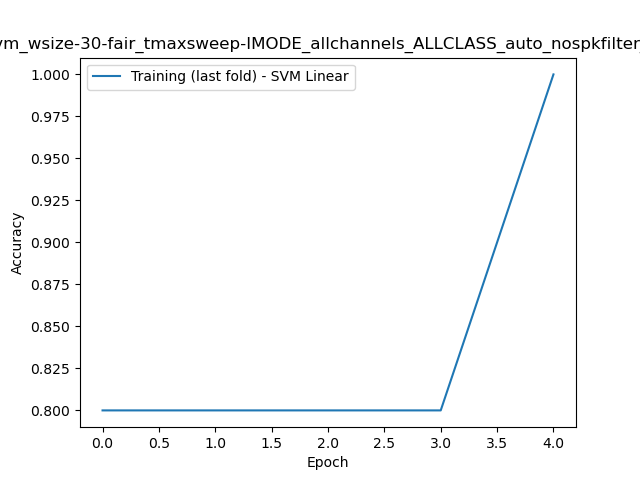 vm_wsize-30-fair_tmaxsweep-IMODE_allchannels_ALLCLASS_auto_nospkfilter_
Training (last fold) - SVM Linear
1.000
0.975
0.950
0.925
0.900
0.875
0.850
0.825
0.800
Accuracy
0.0 0.5 1.0 1.5 2.0 2.5 3.0 3.5 4.0
Epoch